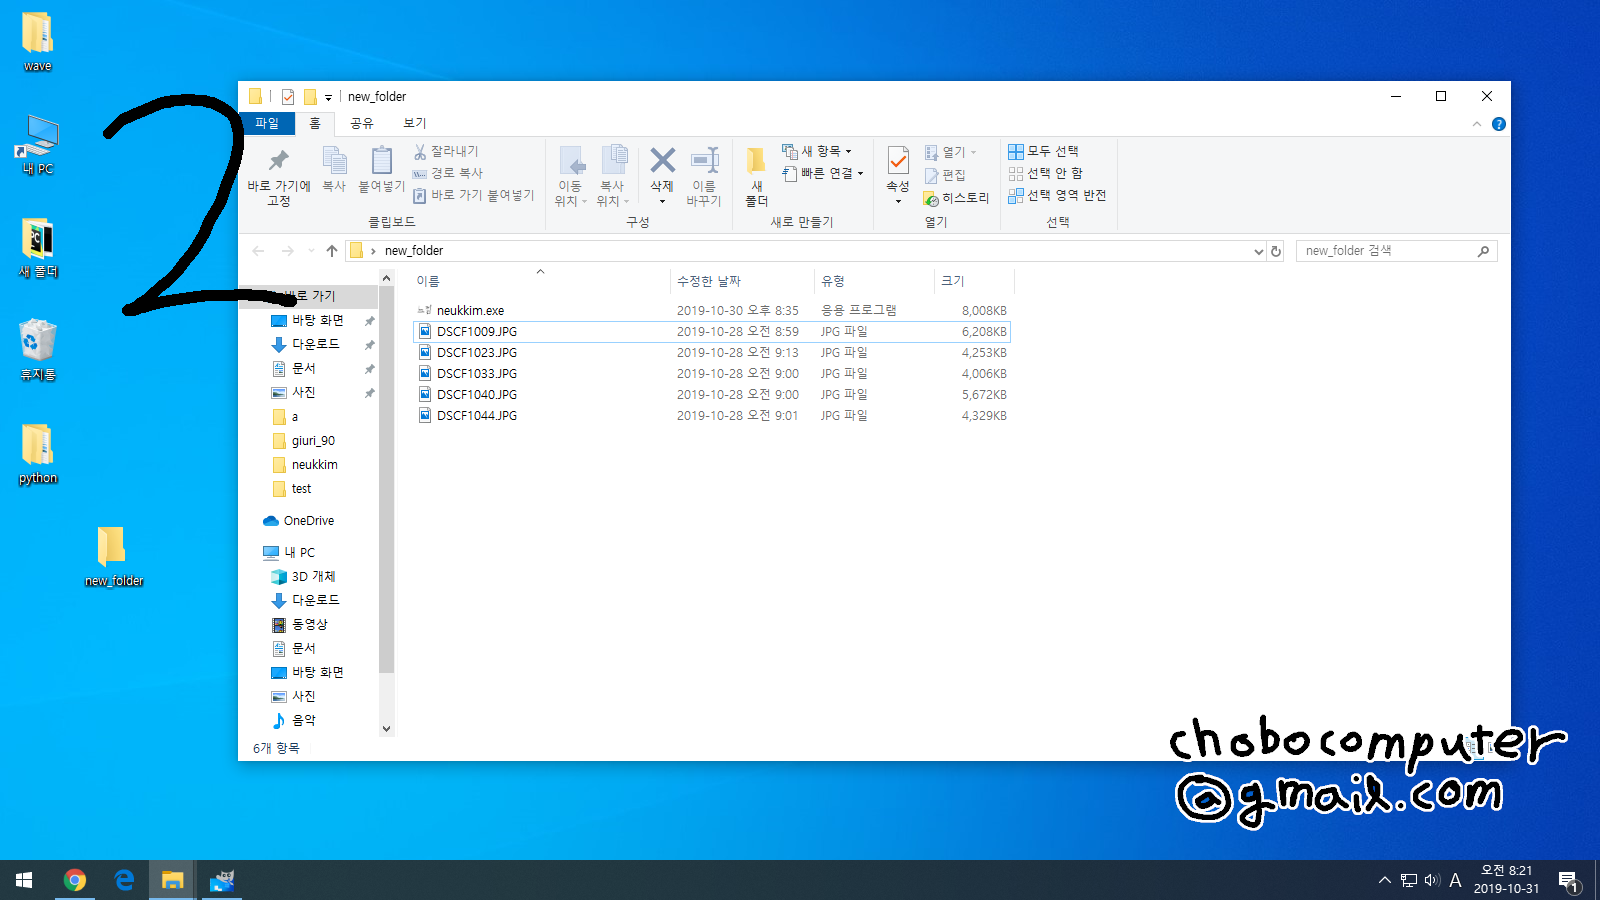 wave
내 PC
새 폴더
휴지통
python
new_folder
2
new_folder
파일 홈 공유 보기
바로 가기에 고정
복사
붙여넣기
잘라내기
경로 복사
바로 가기 붙여넣기
클립보드
이동 위치
복사 위치
삭제
이름 바꾸기
구성
새 폴더
새 항목
빠른 연결
새로 만들기
속성
열기
편집
히스토리
열기
모두 선택
선택 안 함
선택 영역 반전
선택
new_folder
new_folder 검색
바로 가기
바탕 화면
다운로드
문서
사진
a
giuri_90
neukkim
test
OneDrive
내 PC
3D 개체
다운로드
동영상
문서
바탕 화면
사진
음악
이름 수정한 날짜 유형 크기
neukkim.exe 2019-10-30 오후 8:35 응용 프로그램 8,008KB
DSCF1009.JPG 2019-10-28 오전 8:59 JPG 파일 6,208KB
DSCF1023.JPG 2019-10-28 오전 9:13 JPG 파일 4,253KB
DSCF1033.JPG 2019-10-28 오전 9:00 JPG 파일 4,006KB
DSCF1040.JPG 2019-10-28 오전 9:00 JPG 파일 5,672KB
DSCF1044.JPG 2019-10-28 오전 9:01 JPG 파일 4,329KB
6개 항목
chobocomputer
@gmail.com
A
오전 8:21
2019-10-31
1